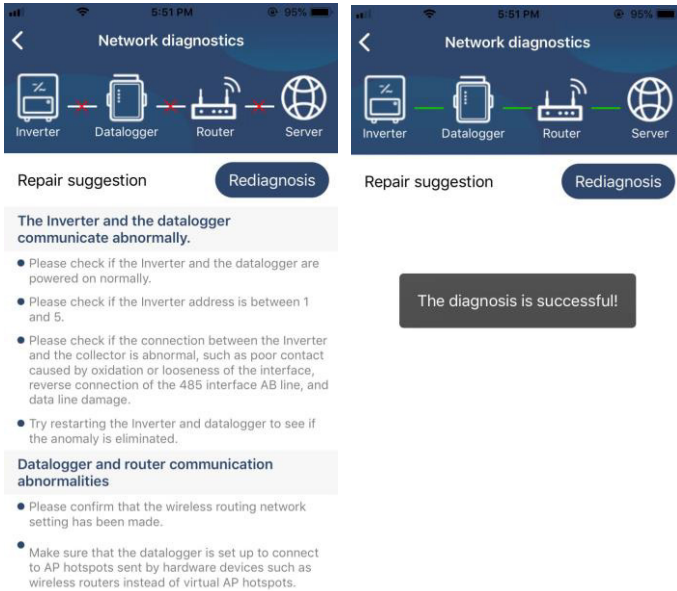 5:51 PM
95%
Network diagnostics
Inverter
Datalogger
Router
Server
Repair suggestion
Rediagnosis
The Inverter and the datalogger
communicate abnormally.
Please check if the Inverter and the datalogger are
powered on normally.
Please check if the Inverter address is between 1
and 5.
Please check if the connection between the Inverter
and the collector is abnormal, such as poor contact
caused by oxidation or looseness of the interface,
reverse connection of the 485 interface AB line, and
data line damage.
Try restarting the Inverter and datalogger to see if
the anomaly is eliminated.
Datalogger and router communication
abnormalities
Please confirm that the wireless routing network
setting has been made.
Make sure that the datalogger is set up to connect
to AP hotspots sent by hardware devices such as
wireless routers instead of virtual AP hotspots.
5:51 PM
95%
Network diagnostics
Inverter
Datalogger
Router
Server
Repair suggestion
Rediagnosis
The diagnosis is successful!